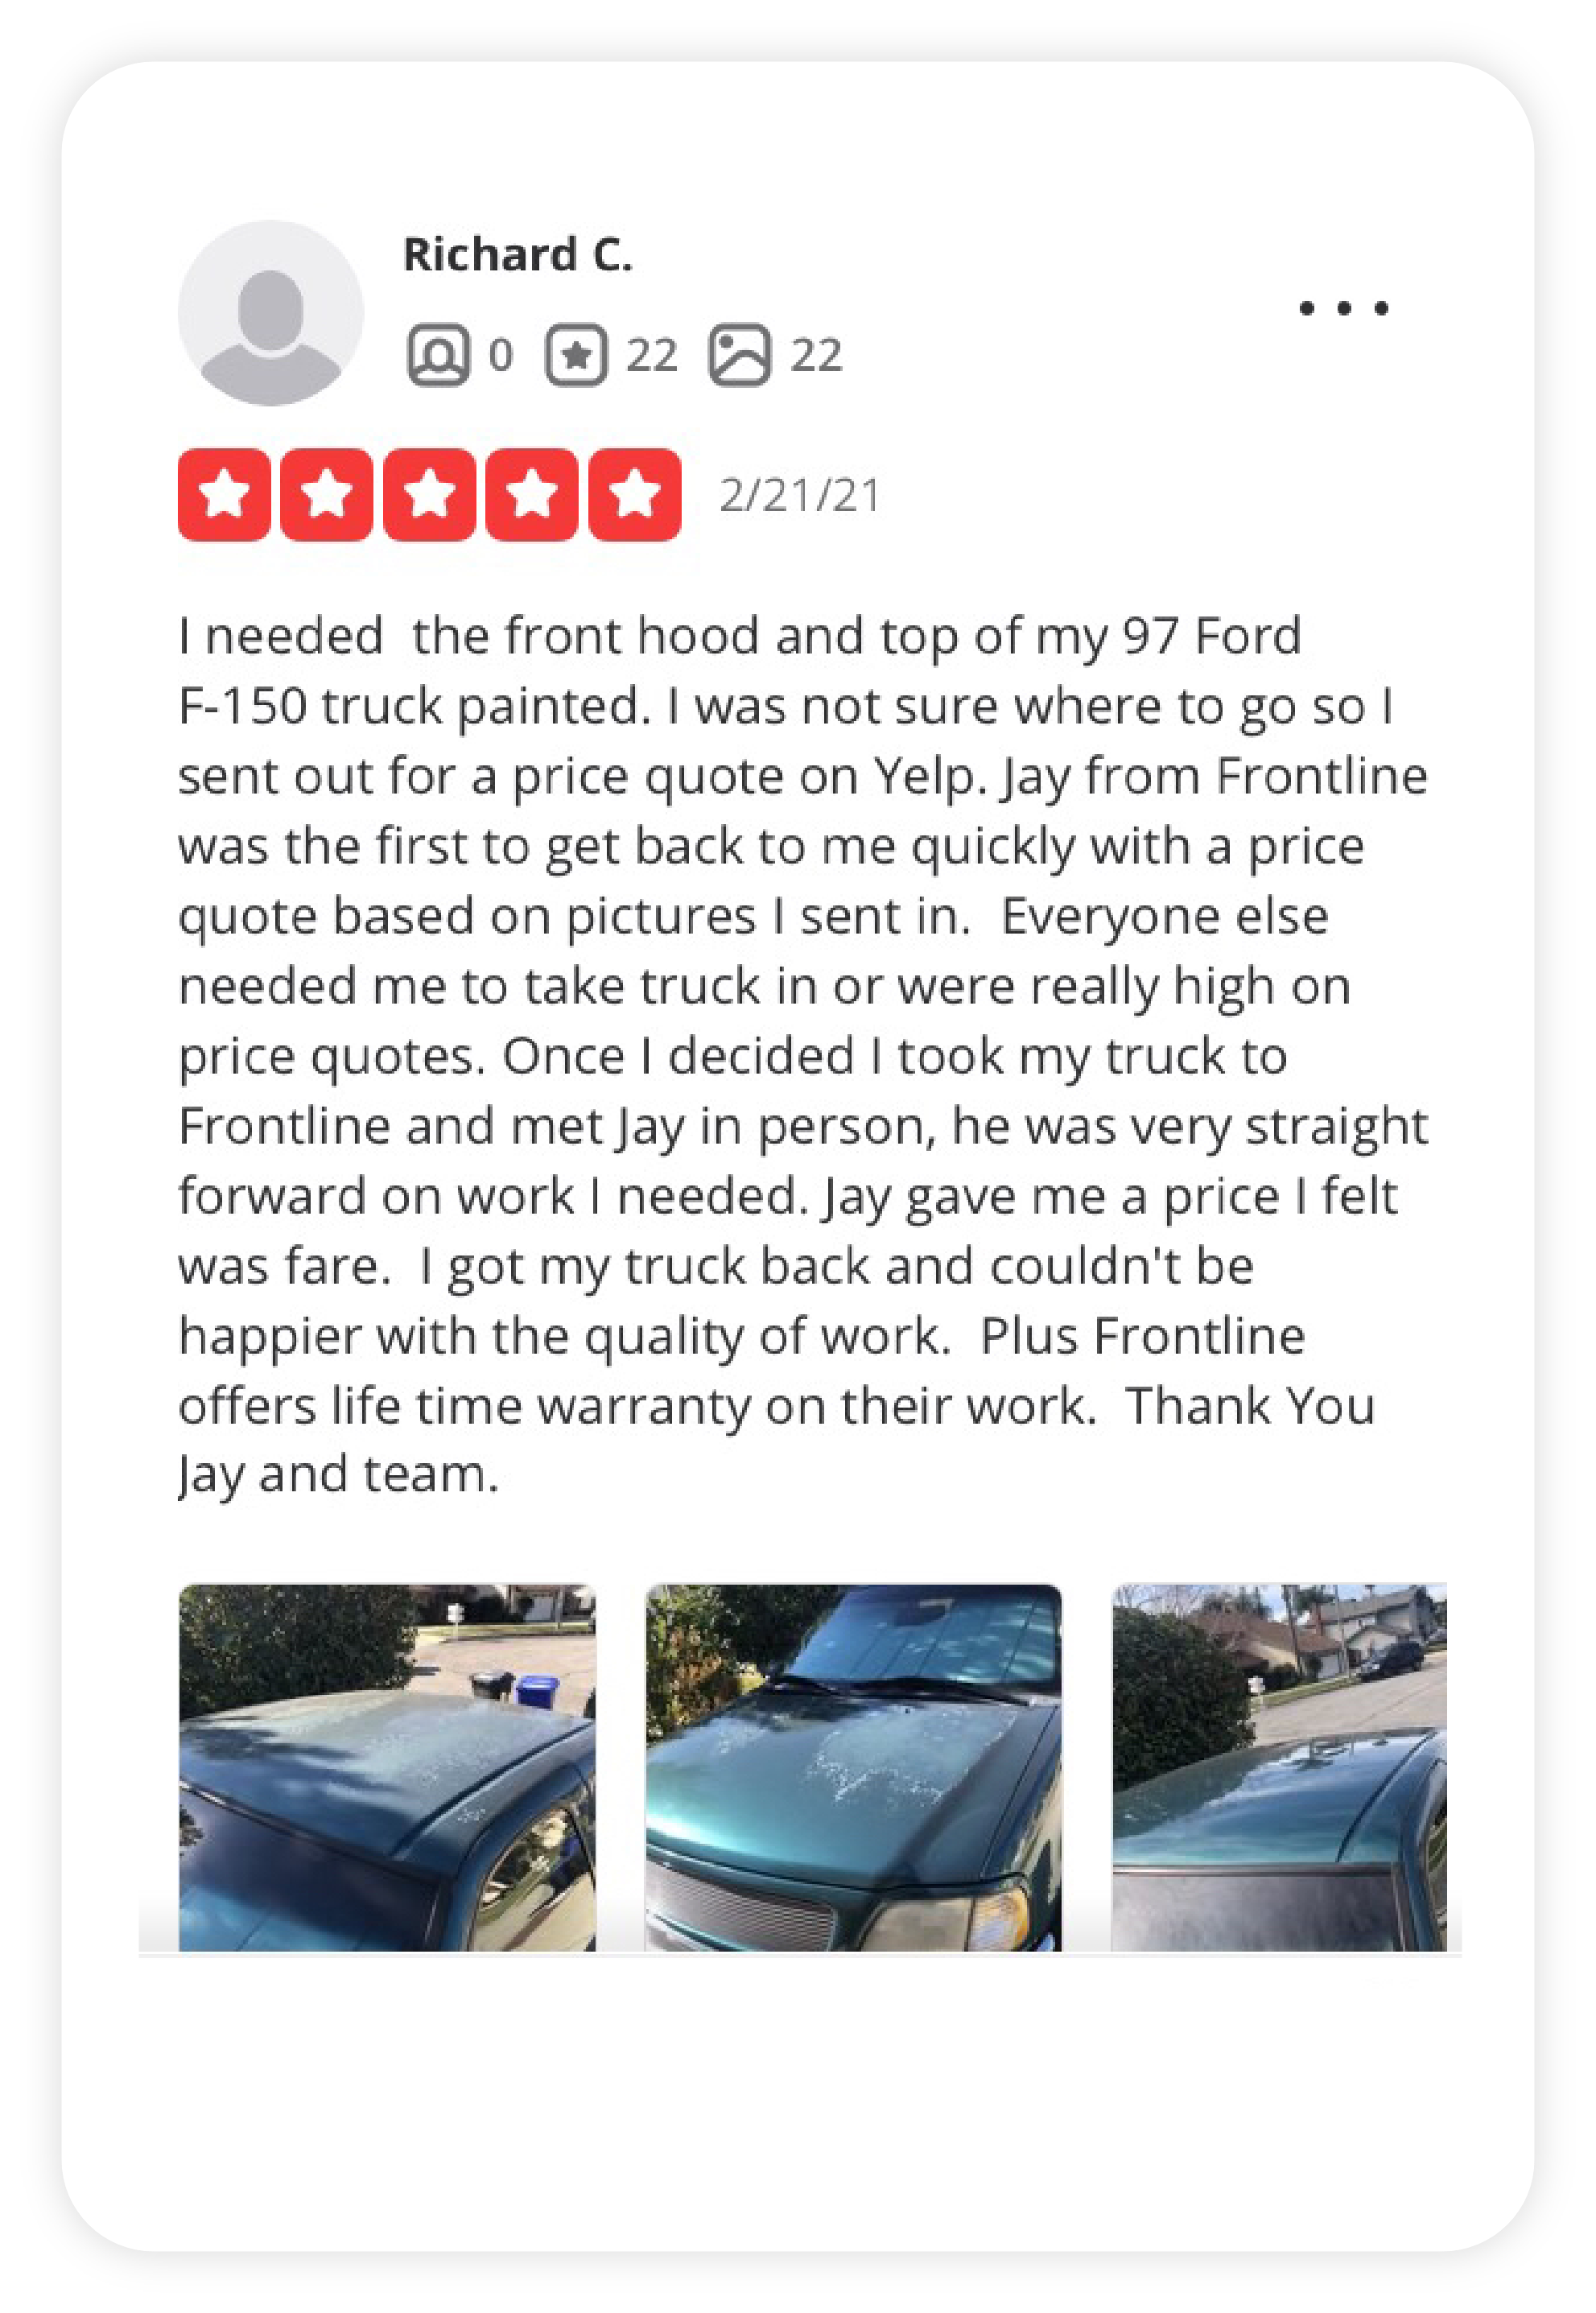 Richard C.
0 22 22
2/21/21
I needed  the front hood and top of my 97 Ford
F-150 truck painted. I was not sure where to go so I
sent out for a price quote on Yelp. Jay from Frontline
was the first to get back to me quickly with a price
quote based on pictures I sent in.  Everyone else
needed me to take truck in or were really high on
price quotes. Once I decided I took my truck to
Frontline and met Jay in person, he was very straight
forward on work I needed. Jay gave me a price I felt
was fare.  I got my truck back and couldn't be
happier with the quality of work.  Plus Frontline
offers life time warranty on their work.  Thank You
Jay and team.